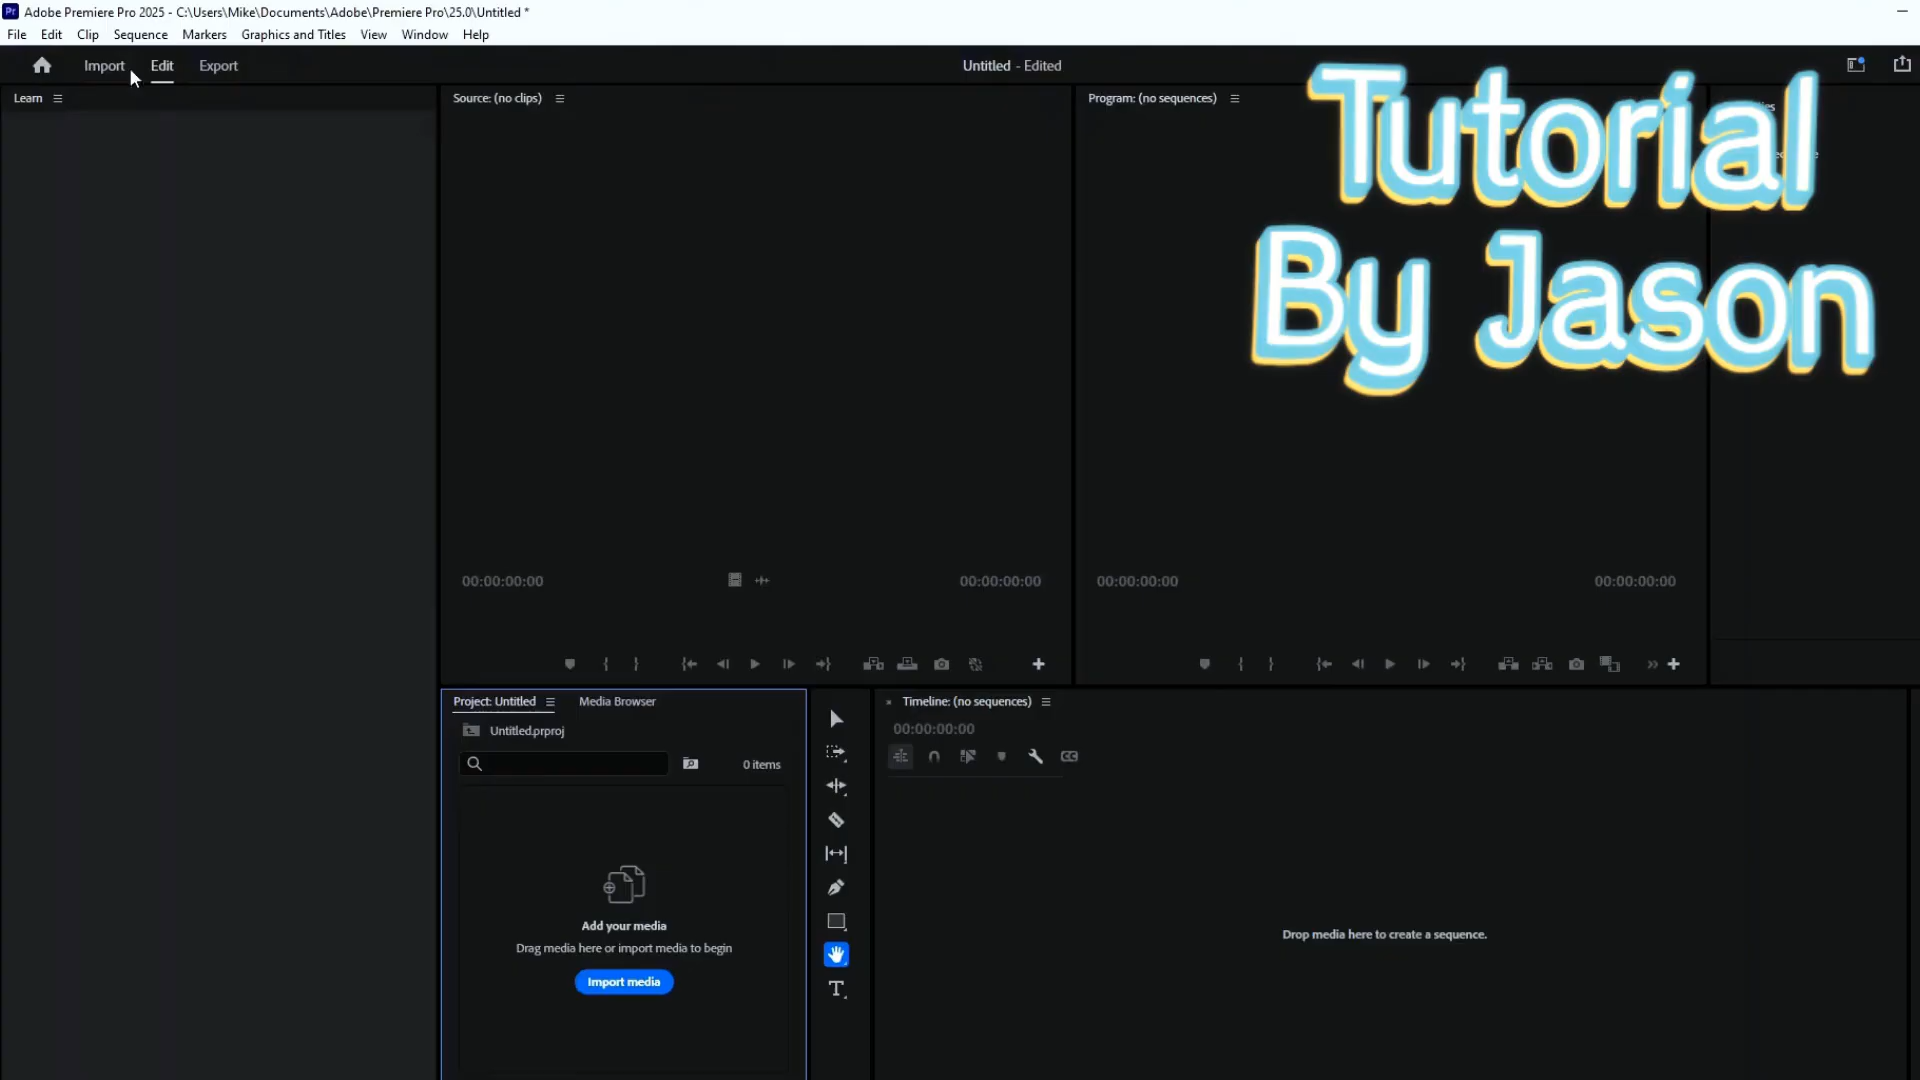 Adobe Premiere Pro 2025 - C:\Users\Mike\Documents\Adobe\Premiere Pro\25.0\Untitled *
File Edit Clip Sequence Markers Graphics and Titles View Window Help
Import Edit Export Untitled - Edited
Learn Source: (no clips) Program: (no sequences)
Tutorial
By Jason
00:00:00:00 00:00:00:00 00:00:00:00 00:00:00:00
Project: Untitled Media Browser Timeline: (no sequences)
Untitled.prproj 00:00:00:00
0 items
Add your media
Drag media here or import media to begin
Drop media here to create a sequence.
Import media